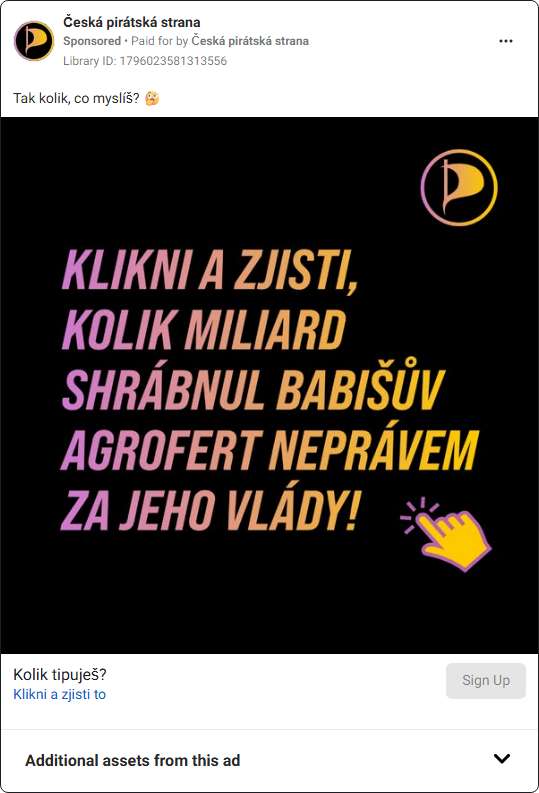 Česká pirátská strana
Sponsored • Paid for by Česká pirátská strana
Library ID: 1796023581313556
Tak kolik, co myslíš? 🤔
KLIKNI A ZJISTI,
KOLIK MILIARD
SHRÁBNUL BABIŠŮV
AGROFERT NEPRÁVEM
ZA JEHO VLÁDY!
Kolik tipuješ?
Klikni a zjisti to
Sign Up
Additional assets from this ad